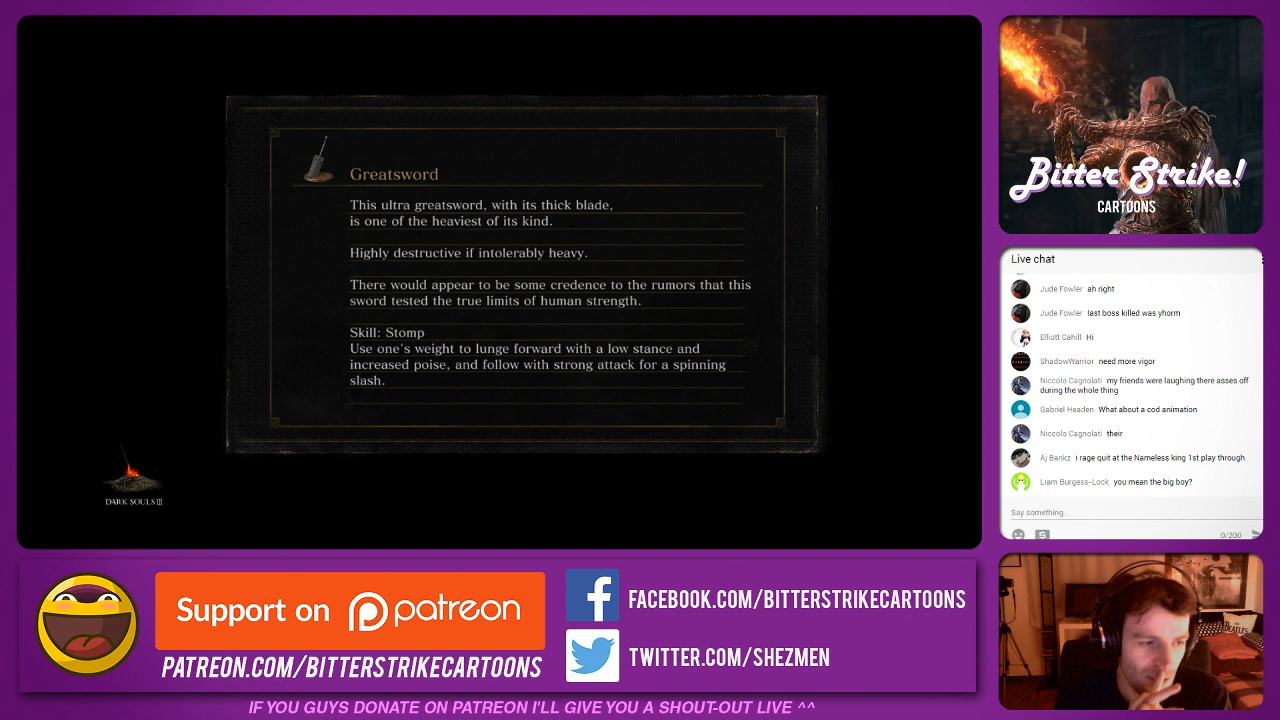 Greatsword
This ultra greatsword, with its thick blade,
is one of the heaviest of its kind.
Highly destructive if intolerably heavy.
There would appear to be some credence to the rumors that this
sword tested the true limits of human strength.
Skill: Stomp
Use one's weight to lunge forward with a low stance and
increased poise, and follow with strong attack for a spinning
slash.
DARK SOULS III
Bitter Strike!
CARTOONS
Live chat
Jude Fowler ah right
Jude Fowler last boss killed was yhorm
Elliott Cahill Hi
ShadowWarrior need more vigor
Niccolo Cagnolati my friends were laughing there asses off
during the whole thing
Gabriel Headen What about a cod animation
Niccolo Cagnolati their
Aj Bankz i rage quit at the Nameless king 1st play through
Liam Burgess-Lock you mean the big boy?
Say something...
0/200
Support on patreon
PATREON.COM/BITTERSTRIKECARTOONS
FACEBOOK.COM/BITTERSTRIKECARTOONS
TWITTER.COM/SHEZMEN
IF YOU GUYS DONATE ON PATREON I'LL GIVE YOU A SHOUT-OUT LIVE ^^